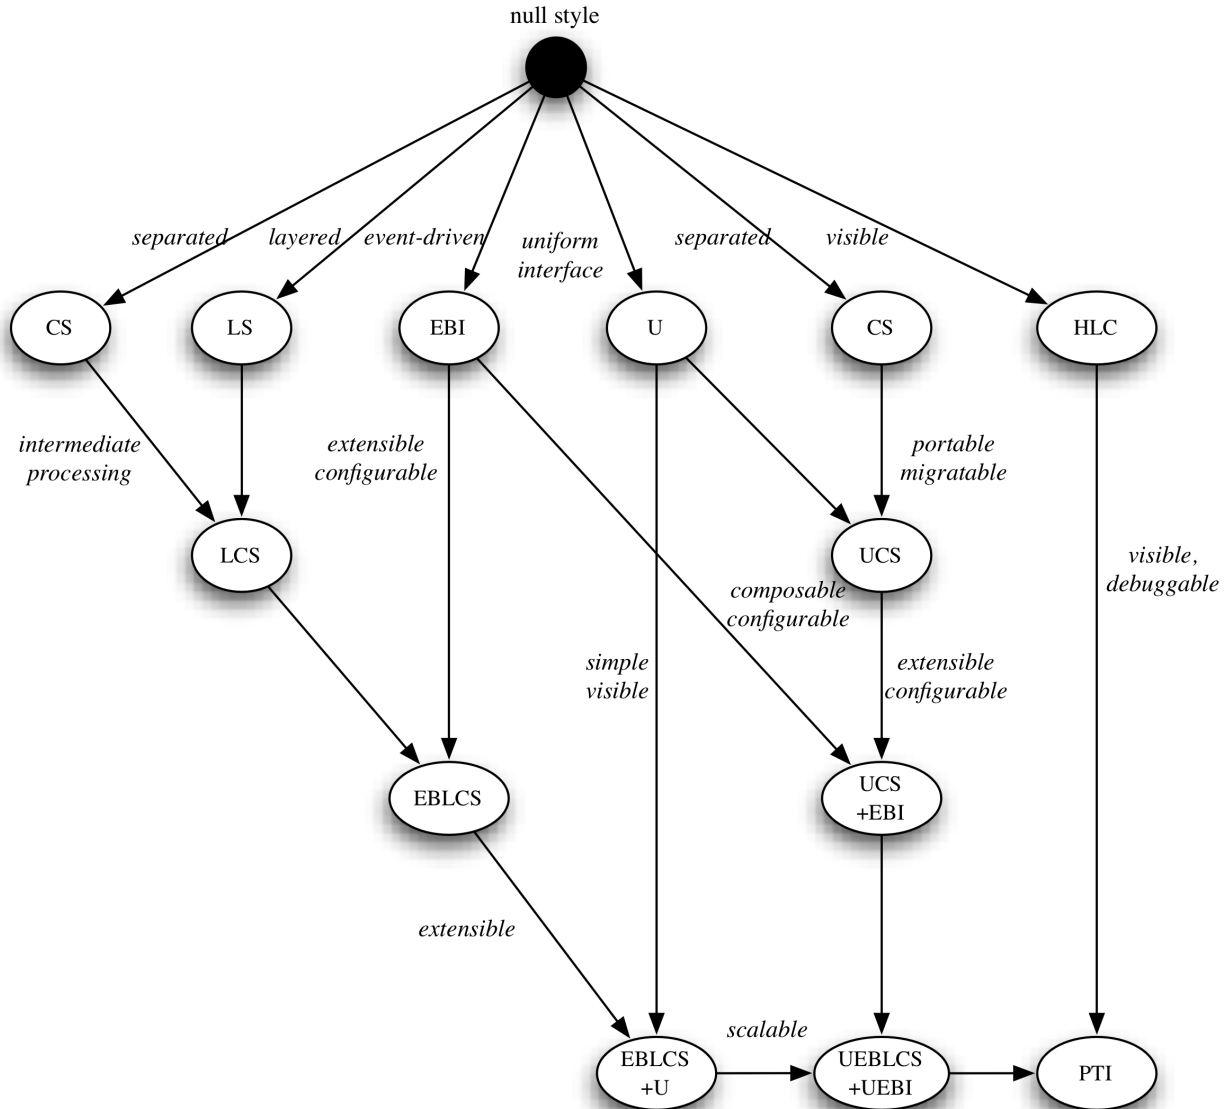 null style
separated
layered
event-driven
uniform
interface
separated
visible
CS
LS
EBI
U
CS
HLC
intermediate
processing
extensible
configurable
portable
migratable
LCS
UCS
visible,
debuggable
composable
configurable
simple
visible
extensible
configurable
EBLCS
UCS
+EBI
extensible
scalable
EBLCS
+U
UEBLCS
+UEBI
PTI